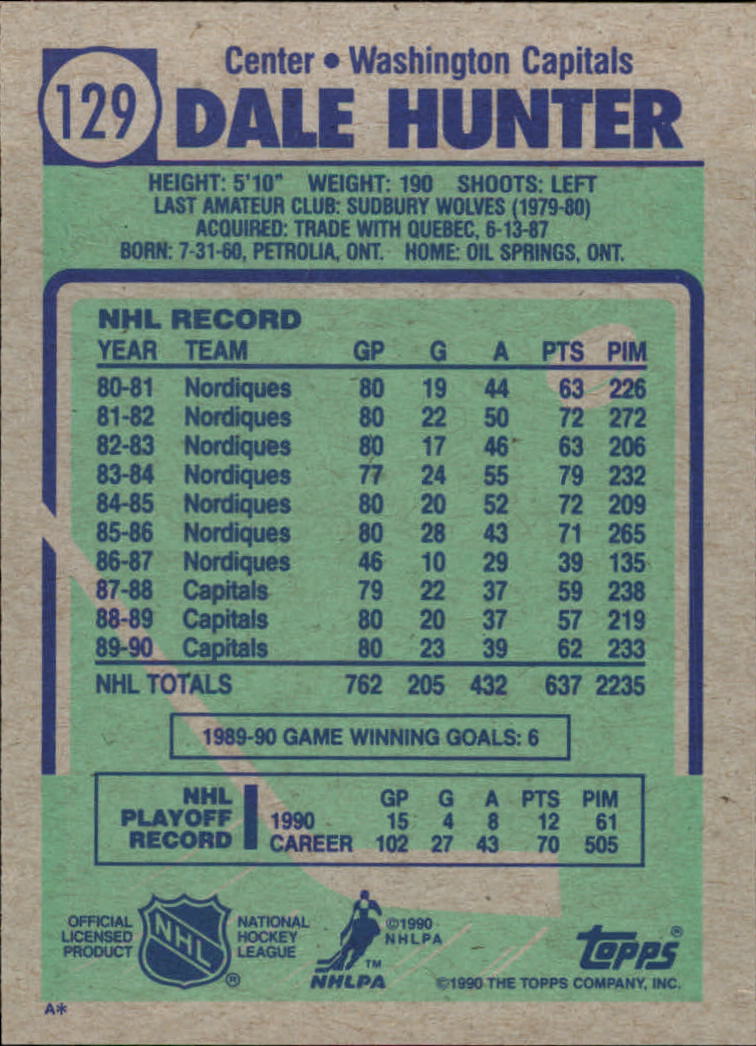 129
Center • Washington Capitals
DALE HUNTER
HEIGHT: 5'10" WEIGHT: 190 SHOOTS: LEFT
LAST AMATEUR CLUB: SUDBURY WOLVES (1979-80)
ACQUIRED: TRADE WITH QUEBEC, 6-13-87
BORN: 7-31-60, PETROLIA, ONT. HOME: OIL SPRINGS, ONT.
NHL RECORD
YEAR TEAM GP G A PTS PIM
80-81 Nordiques 80 19 44 63 226
81-82 Nordiques 80 22 50 72 272
82-83 Nordiques 80 17 46 63 206
83-84 Nordiques 77 24 55 79 232
84-85 Nordiques 80 20 52 72 209
85-86 Nordiques 80 28 43 71 265
86-87 Nordiques 46 10 29 39 135
87-88 Capitals 79 22 37 59 238
88-89 Capitals 80 20 37 57 219
89-90 Capitals 80 23 39 62 233
NHL TOTALS 762 205 432 637 2235
1989-90 GAME WINNING GOALS: 6
NHL PLAYOFF RECORD
GP G A PTS PIM
1990 15 4 8 12 61
CAREER 102 27 43 70 505
OFFICIAL
LICENSED
PRODUCT
NHL
®
NATIONAL
HOCKEY
LEAGUE
©1990
NHLPA
TM
NHLPA
TOPPS®
©1990 THE TOPPS COMPANY, INC.
A*